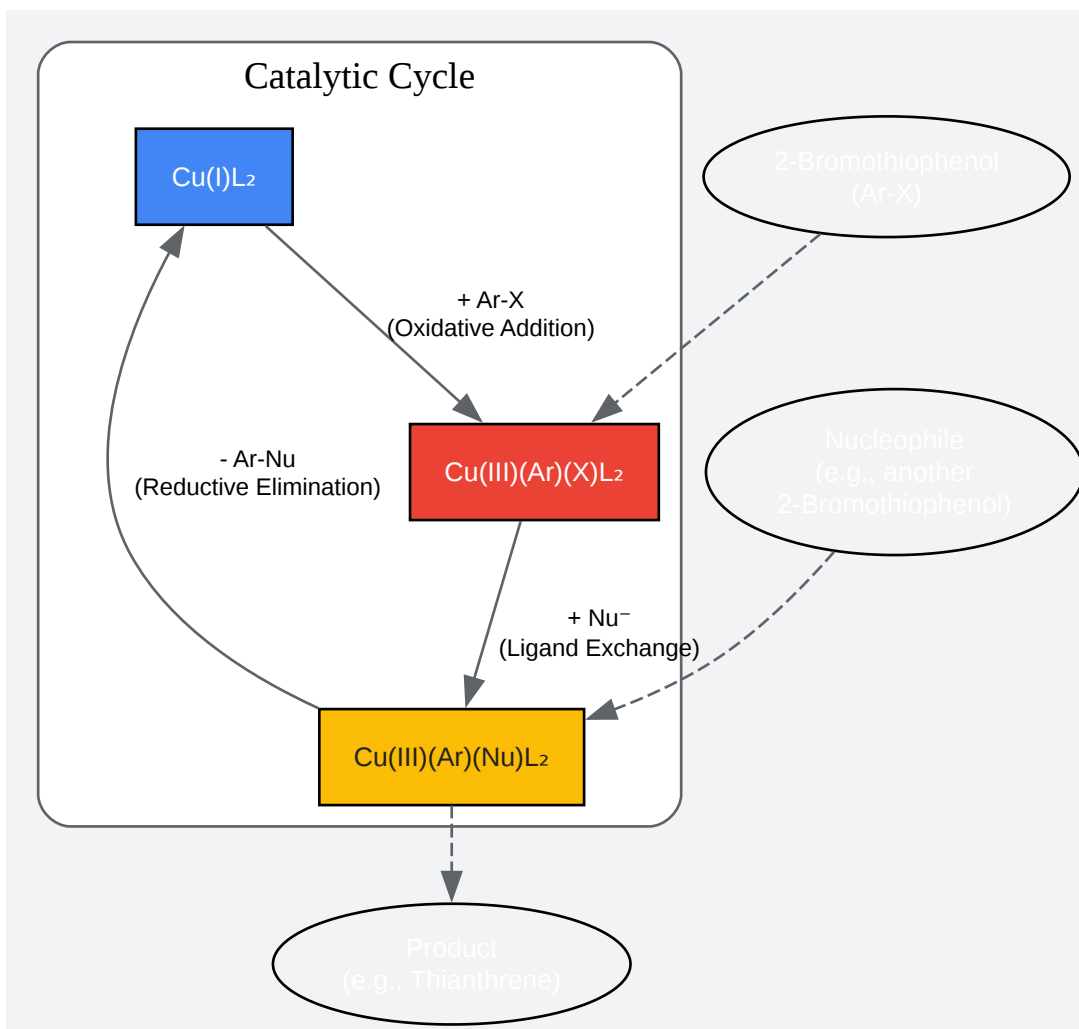 Catalytic Cycle
Cu(I)L₂
2-Bromothiophenol
(Ar-X)
+ Ar-X
(Oxidative Addition)
- Ar-Nu
(Reductive Elimination)
Cu(III)(Ar)(X)L₂
Nucleophile
(e.g., another
2-Bromothiophenol)
+ Nu⁻
(Ligand Exchange)
Cu(III)(Ar)(Nu)L₂
Product
(e.g., Thianthrene)